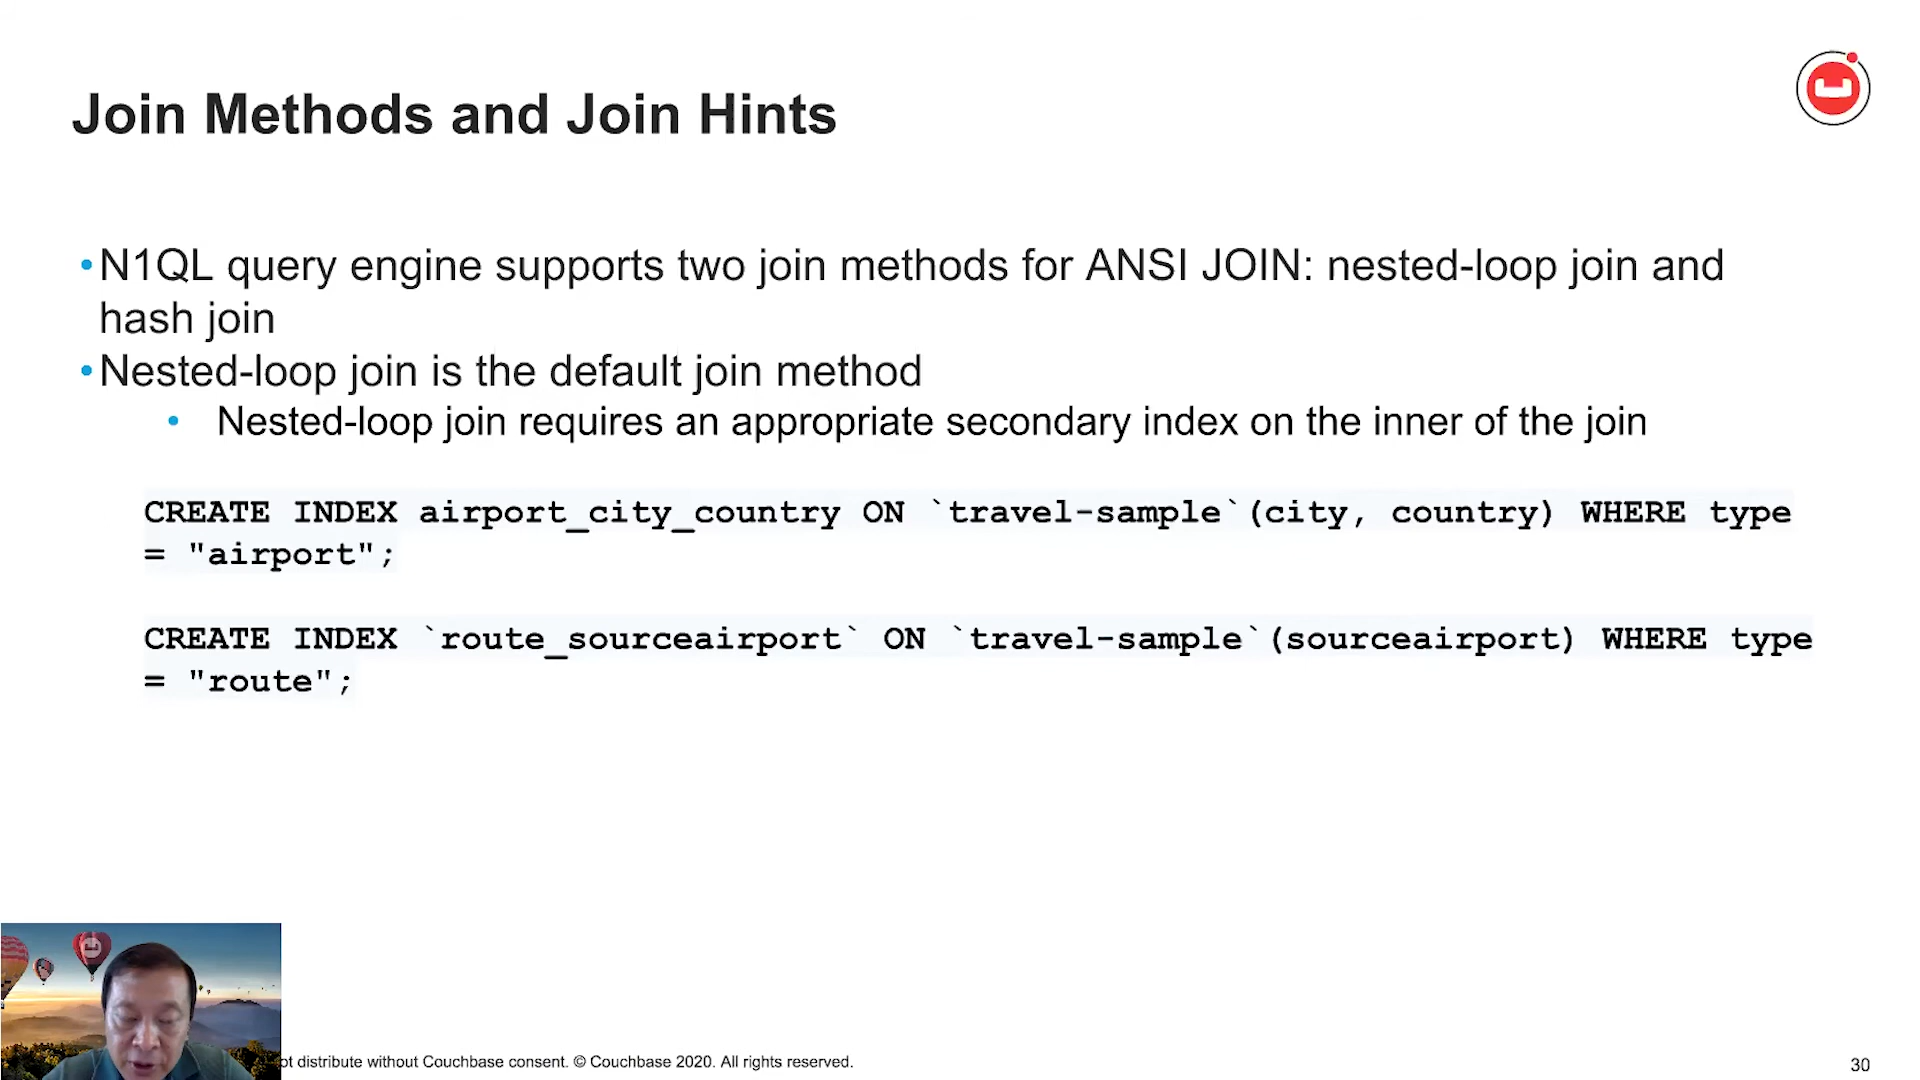 Join Methods and Join Hints
•N1QL query engine supports two join methods for ANSI JOIN: nested-loop join and
hash join
•Nested-loop join is the default join method
• Nested-loop join requires an appropriate secondary index on the inner of the join
CREATE INDEX airport_city_country ON `travel-sample`(city, country) WHERE type
= "airport";
CREATE INDEX `route_sourceairport` ON `travel-sample`(sourceairport) WHERE type
= "route";
distribute without Couchbase consent. © Couchbase 2020. All rights reserved.
30